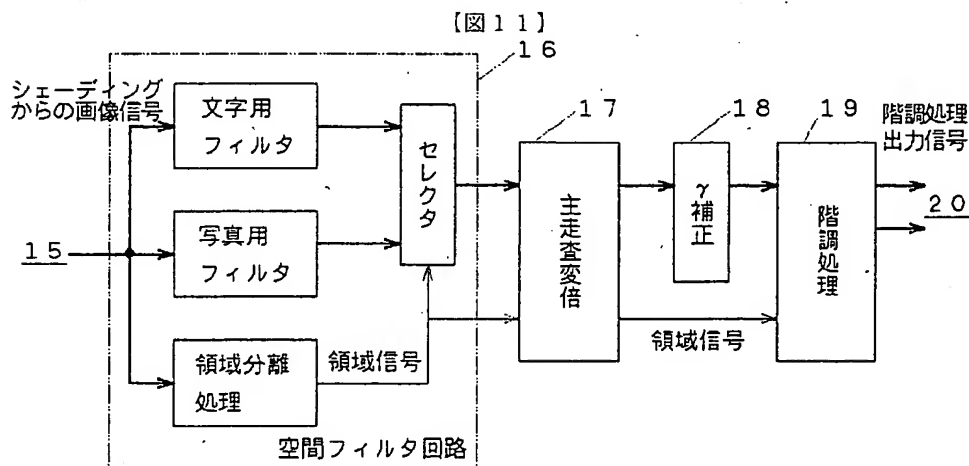 【図11】
16
シェーディング
からの画像信号
文字用
フィルタ
セレクタ
17
18
19
階調処理
出力信号
15
写真用
フィルタ
主走査変倍
γ補正
階調処理
20
領域分離
処理
領域信号
領域信号
空間フィルタ回路